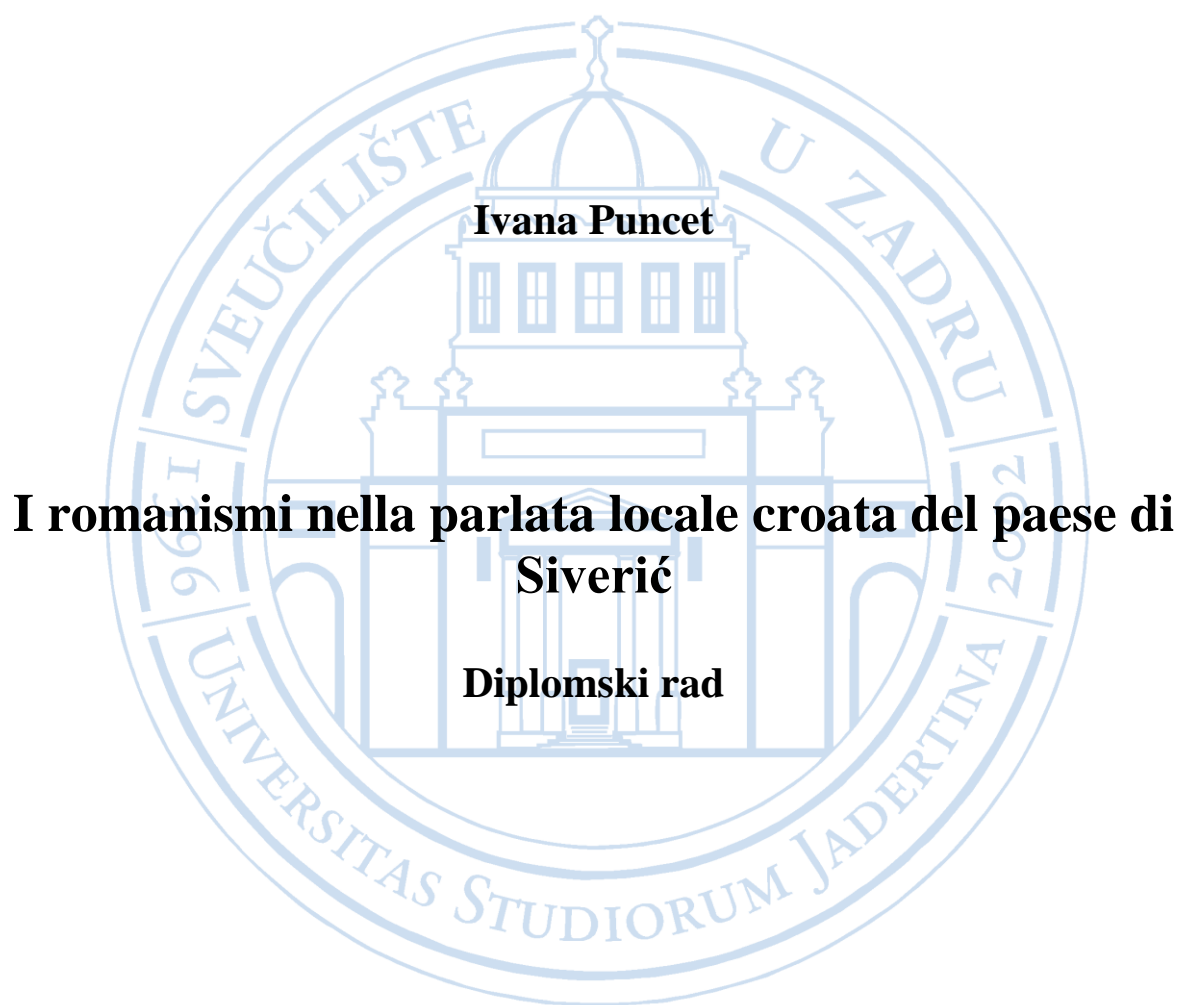 SVEUČILIŠTE U ZADRU
Ivana Puncet
1396
2002
I romanismi nella parlata locale croata del paese di
Siverić
Diplomski rad
UNIVERSITAS STUDIORUM JADERTINA